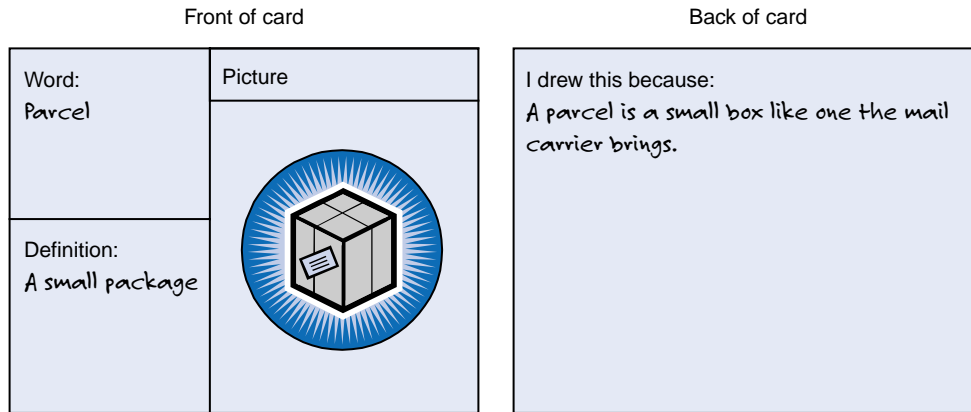 Front of card
Word:
Parcel
Picture
Definition:
A small package
Back of card
I drew this because:
A parcel is a small box like one the mail
carrier brings.